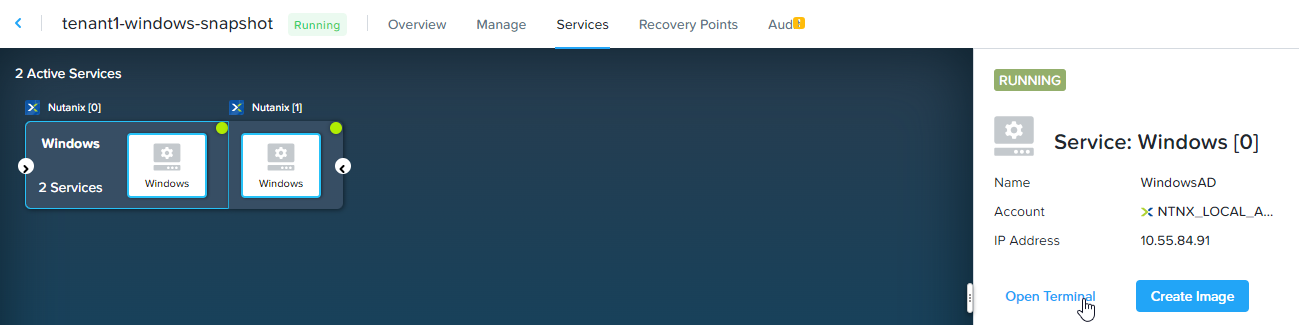 tenant1-windows-snapshot Running Overview Manage Services Recovery Points
2 Active Services
Nutanix [0] Nutanix [1]
Windows
2 Services
Windows Windows
RUNNING
Service: Windows [0]
Name WindowsAD
Account NTNX_LOCAL_A...
IP Address 10.55.84.91
Open Terminal Create Image